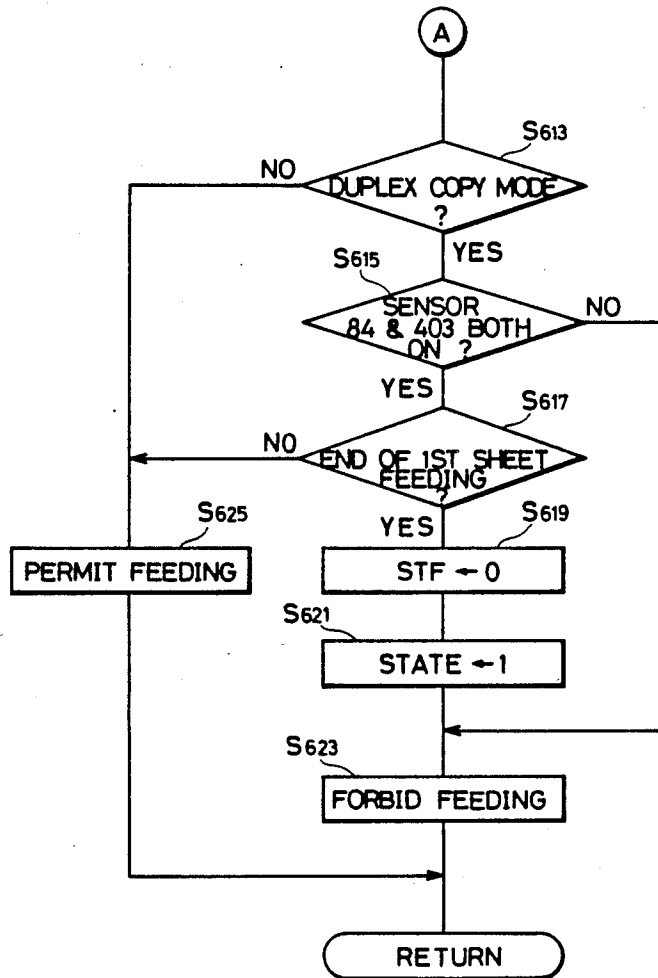 A
S613
NO
DUPLEX COPY MODE
?
YES
S615
SENSOR
84 & 403 BOTH
ON ?
NO
YES
S617
NO
END OF 1ST SHEET
FEEDING
?
YES
S625
PERMIT FEEDING
S619
STF ← 0
S621
STATE ← 1
S623
FORBID FEEDING
RETURN